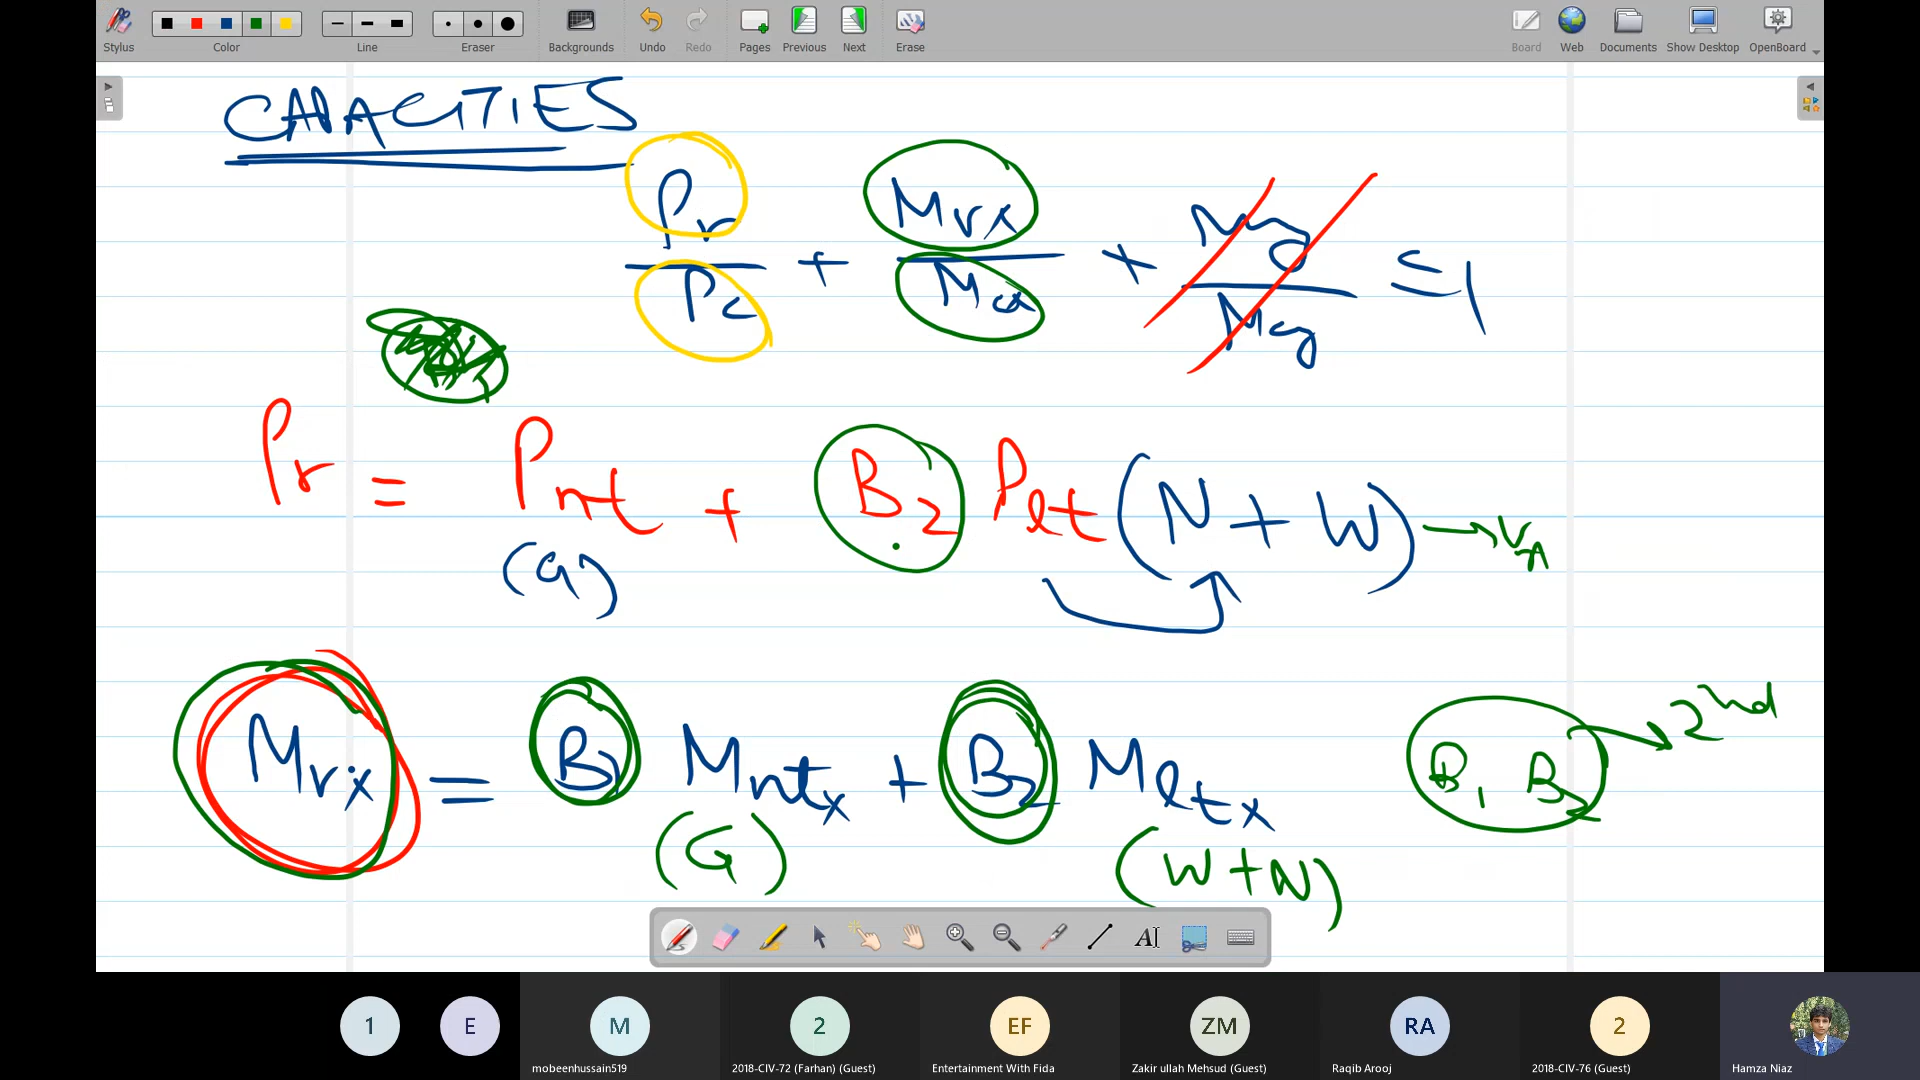 Stylus Color Line Eraser Backgrounds Undo Redo Pages Previous Next Erase Board Web Documents Show Desktop OpenBoard
CAPACITIES
Pr/Pc + Mrx/Mcx + Mry/Mcy = 1
Pr = Pnt + B2 Plt (N + W) → VA
(G)
Mrx = B1 Mntx + B2 Mltx
B1 B2 → 2nd
(G) (W+N)
1 E M 2 EF ZM RA 2
mobeenhussain519 2018-CIV-72 (Farhan) (Guest) Entertainment With Fida Zakir ullah Mehsud (Guest) Raqib Arooj 2018-CIV-76 (Guest) Hamza Niaz